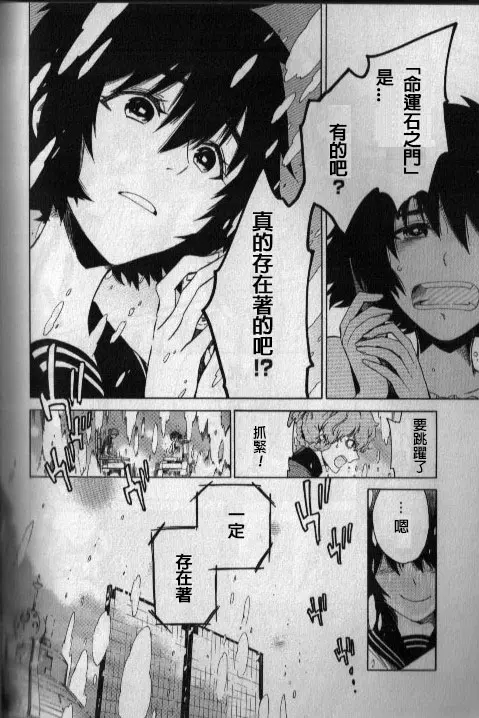 「命運石之門」
是…
有的吧？
真的存在著的吧!?
要跳躍了
抓緊！
…嗯
一定
存在著